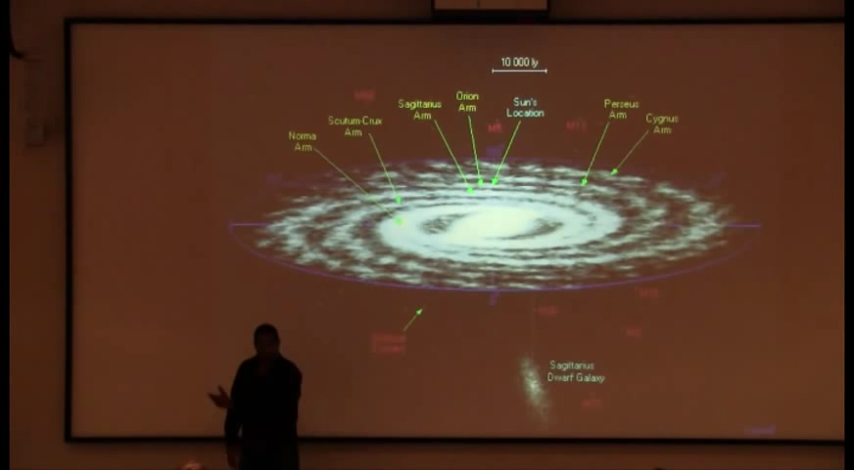 10 000 ly
Orion
Arm
Sagittarius
Arm
Sun's
Location
Perseus
Arm
Cygnus
Arm
Scutum-Crux
Arm
Norma
Arm
Sagittarius
Dwarf Galaxy